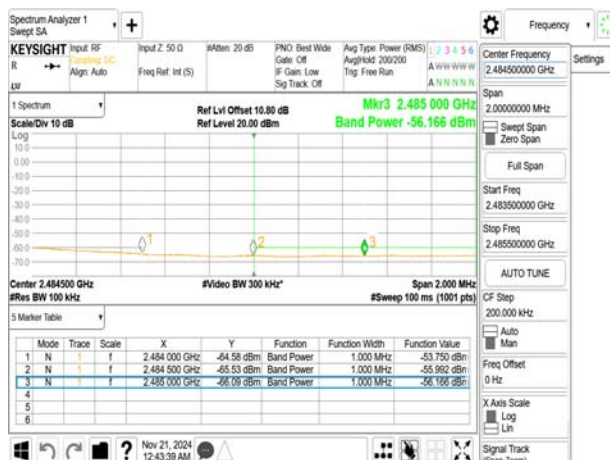 Spectrum Analyzer 1
Swept SA
Frequency
KEYSIGHT Input: RF Input Z: 50 Ω #Atten: 20 dB PNO: Best Wide Avg Type: Power (RMS) 1 2 3 4 5 6
R Coupling: DC Gate: Off Avg|Hold: 200/200 A W W W W W
Align: Auto Freq Ref: Int (S) IF Gain: Low Trig: Free Run
Sig Track: Off A N N N N N
Center Frequency
2.484500000 GHz
Settings
Span
2.00000000 MHz
Swept Span
Zero Span
Full Span
Start Freq
2.483500000 GHz
Stop Freq
2.485500000 GHz
AUTO TUNE
CF Step
200.000 kHz
Auto
Man
Freq Offset
0 Hz
X Axis Scale
Log
Lin
Signal Track
(Span Zoom)
1 Spectrum
Ref Lvl Offset 10.80 dB Mkr3 2.485 000 GHz
Scale/Div 10 dB Ref Level 20.00 dBm Band Power -56.166 dBm
Log
10.0
0.00
-10.0
-20.0
-30.0
-40.0
-50.0
-60.0
-70.0
1
2
3
Center 2.484500 GHz #Video BW 300 kHz* Span 2.000 MHz
#Res BW 100 kHz #Sweep 100 ms (1001 pts)
5 Marker Table
Mode Trace Scale X Y Function Function Width Function Value
1 N 1 f 2.484 000 GHz -64.58 dBm Band Power 1.000 MHz -53.750 dBm
2 N 1 f 2.484 500 GHz -65.53 dBm Band Power 1.000 MHz -55.992 dBm
3 N 1 f 2.485 000 GHz -66.09 dBm Band Power 1.000 MHz -56.166 dBm
4
5
6
?
Nov 21, 2024
12:43:39 AM